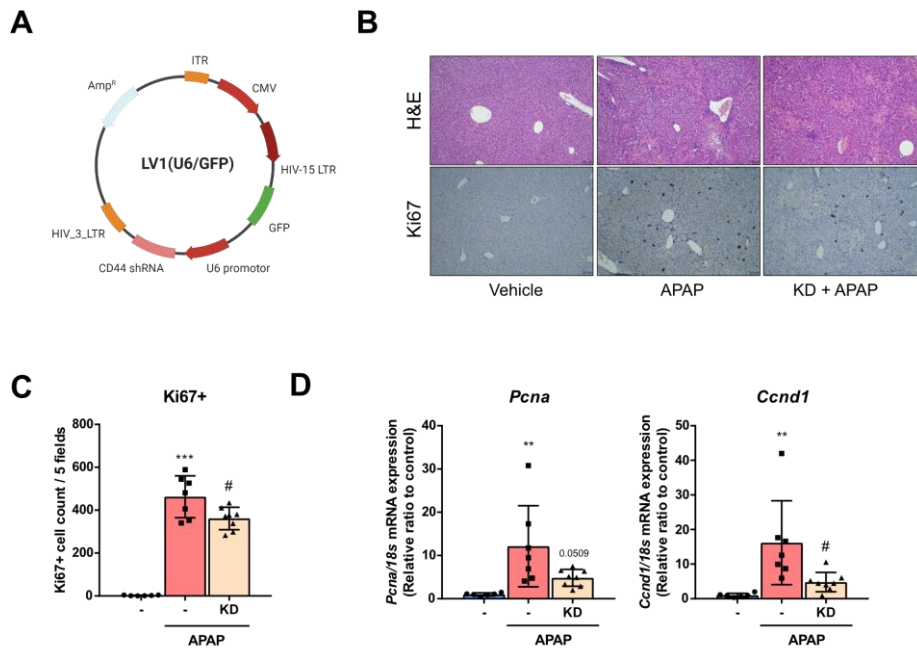 A
ITR
CMV
HIV-15 LTR
GFP
U6 promotor
CD44 shRNA
HIV_3_LTR
Amp^R
LV1(U6/GFP)
B
H&E
Ki67
Vehicle
APAP
KD + APAP
C
Ki67+
Ki67+ cell count / 5 fields
800
600
400
200
0
***
#
-
-
KD
APAP
D
Pcna
Pcna/18s mRNA expression
(Relative ratio to control)
40
30
20
10
0
**
0.0509
-
-
KD
APAP
Ccnd1
Ccnd1/18s mRNA expression
(Relative ratio to control)
50
40
30
20
10
0
**
#
-
-
KD
APAP